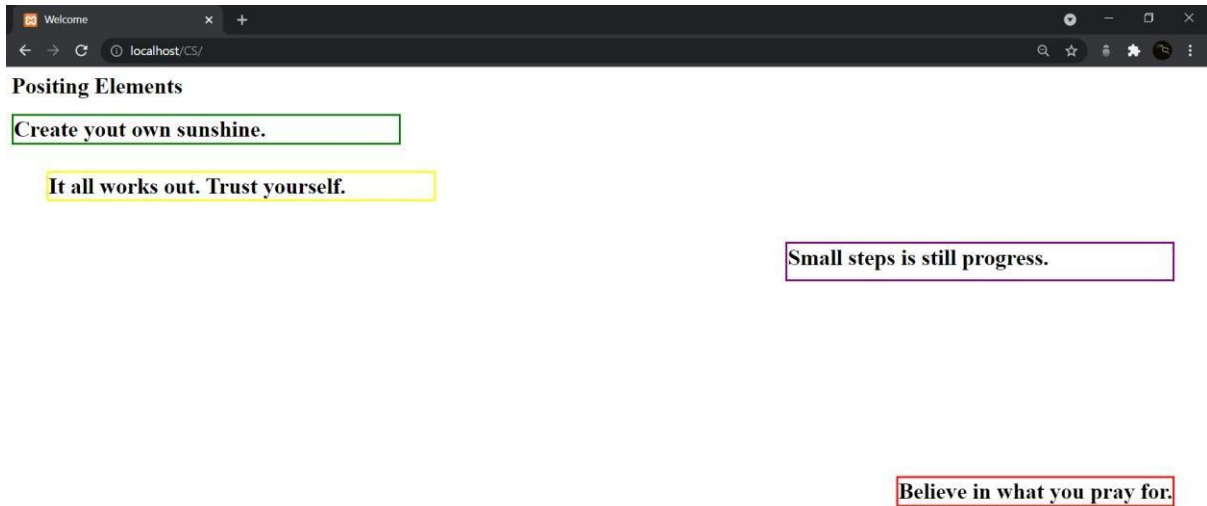 Welcome
localhost/CS/
Positing Elements
Create yout own sunshine.
It all works out. Trust yourself.
Small steps is still progress.
Believe in what you pray for.